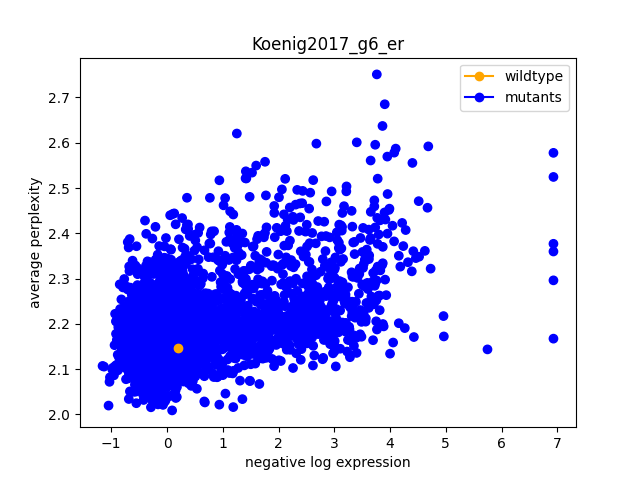 Koenig2017_g6_er
wildtype
mutants
average perplexity
2.7
2.6
2.5
2.4
2.3
2.2
2.1
2.0
−1 0 1 2 3 4 5 6 7
negative log expression